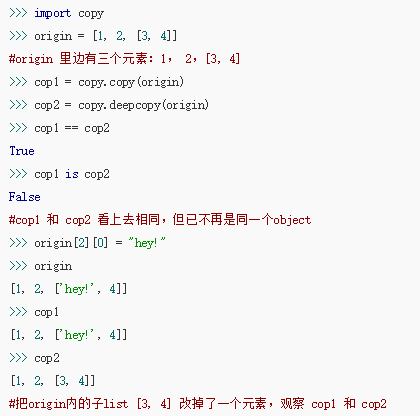 >>> import copy
>>> origin = [1, 2, [3, 4]]
#origin 里边有三个元素：1， 2，[3, 4]
>>> cop1 = copy.copy(origin)
>>> cop2 = copy.deepcopy(origin)
>>> cop1 == cop2
True
>>> cop1 is cop2
False
#cop1 和 cop2 看上去相同，但已不再是同一个object
>>> origin[2][0] = "hey!"
>>> origin
[1, 2, ['hey!', 4]]
>>> cop1
[1, 2, ['hey!', 4]]
>>> cop2
[1, 2, [3, 4]]
#把origin内的子list [3, 4] 改掉了一个元素，观察 cop1 和 cop2